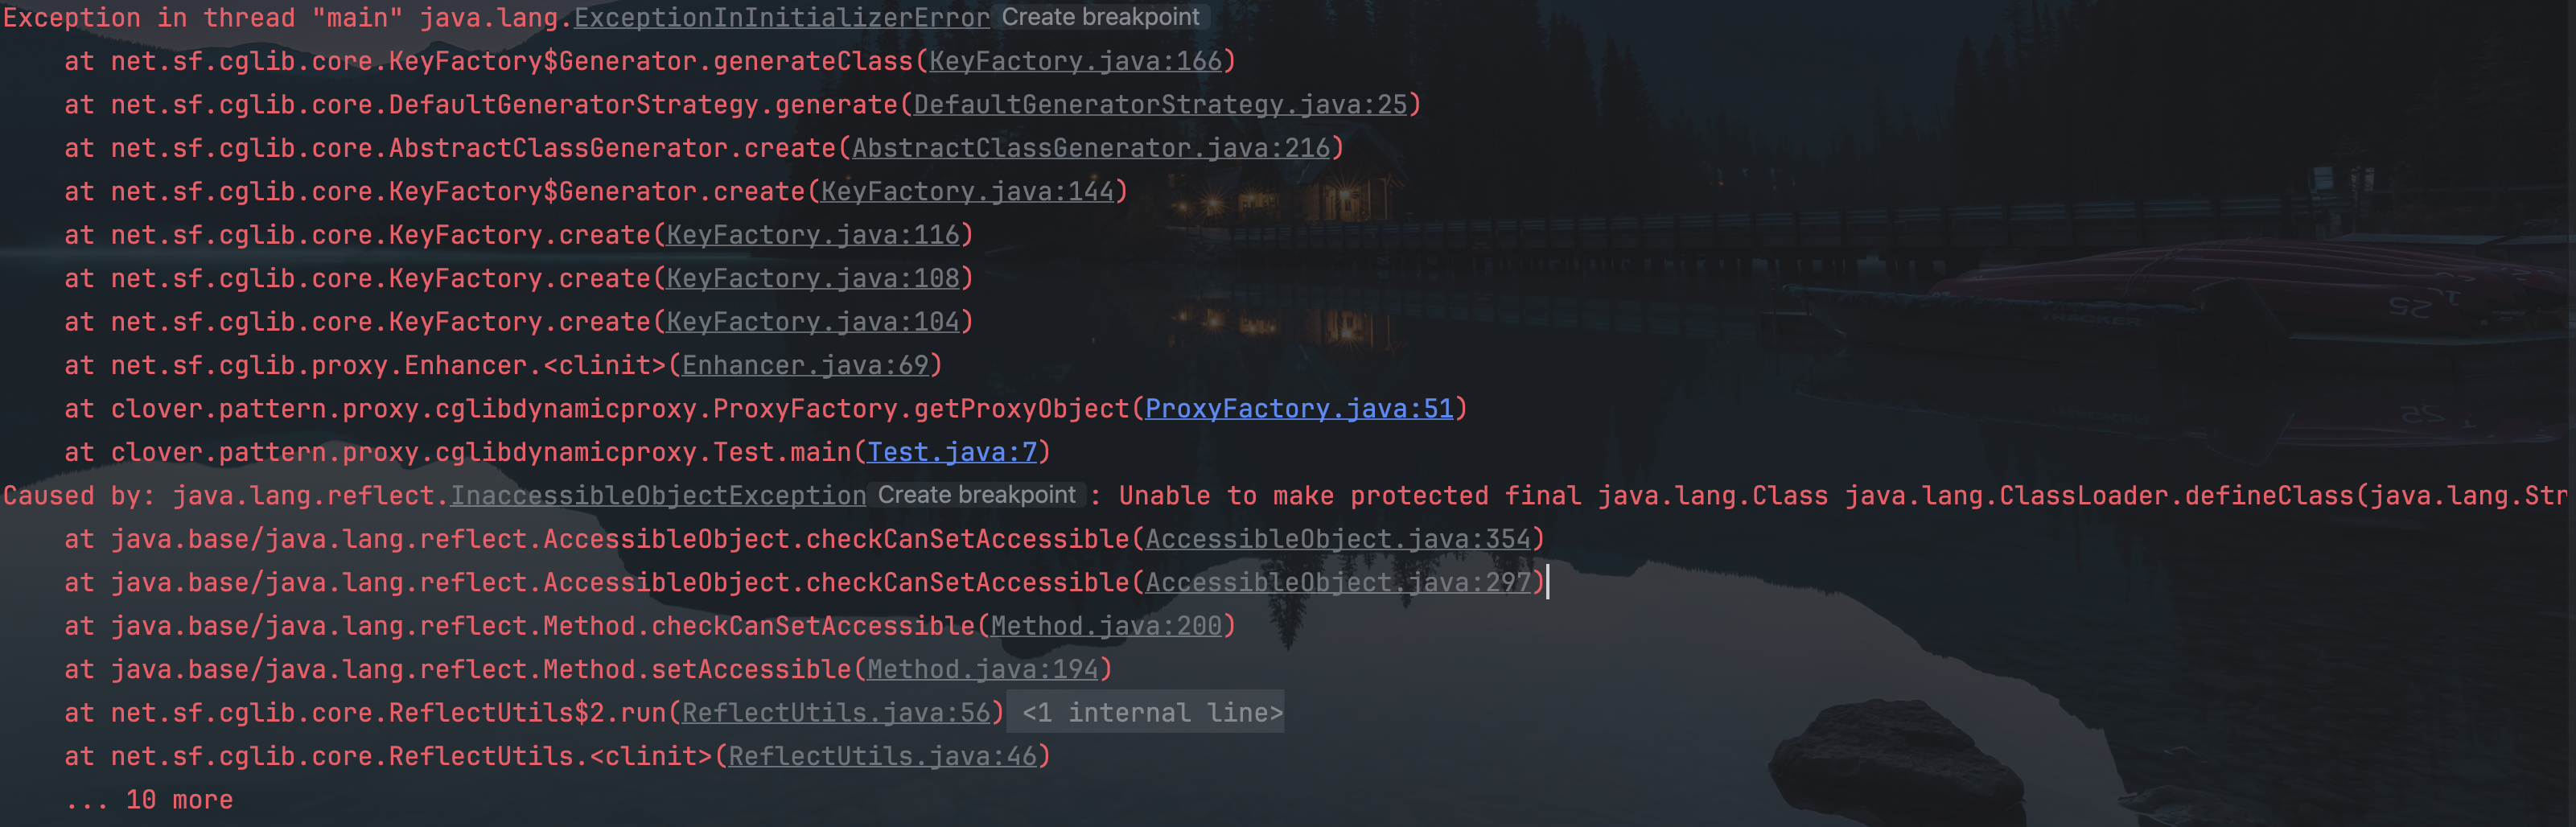 Exception in thread "main" java.lang.ExceptionInInitializerError Create breakpoint
at net.sf.cglib.core.KeyFactory$Generator.generateClass(KeyFactory.java:166)
at net.sf.cglib.core.DefaultGeneratorStrategy.generate(DefaultGeneratorStrategy.java:25)
at net.sf.cglib.core.AbstractClassGenerator.create(AbstractClassGenerator.java:216)
at net.sf.cglib.core.KeyFactory$Generator.create(KeyFactory.java:144)
at net.sf.cglib.core.KeyFactory.create(KeyFactory.java:116)
at net.sf.cglib.core.KeyFactory.create(KeyFactory.java:108)
at net.sf.cglib.core.KeyFactory.create(KeyFactory.java:104)
at net.sf.cglib.proxy.Enhancer.<clinit>(Enhancer.java:69)
at clover.pattern.proxy.cglibdynamicproxy.ProxyFactory.getProxyObject(ProxyFactory.java:51)
at clover.pattern.proxy.cglibdynamicproxy.Test.main(Test.java:7)
Caused by: java.lang.reflect.InaccessibleObjectException Create breakpoint : Unable to make protected final java.lang.Class java.lang.ClassLoader.defineClass(java.lang.Str
at java.base/java.lang.reflect.AccessibleObject.checkCanSetAccessible(AccessibleObject.java:354)
at java.base/java.lang.reflect.AccessibleObject.checkCanSetAccessible(AccessibleObject.java:297)
at java.base/java.lang.reflect.Method.checkCanSetAccessible(Method.java:200)
at java.base/java.lang.reflect.Method.setAccessible(Method.java:194)
at net.sf.cglib.core.ReflectUtils$2.run(ReflectUtils.java:56) <1 internal line>
at net.sf.cglib.core.ReflectUtils.<clinit>(ReflectUtils.java:46)
... 10 more